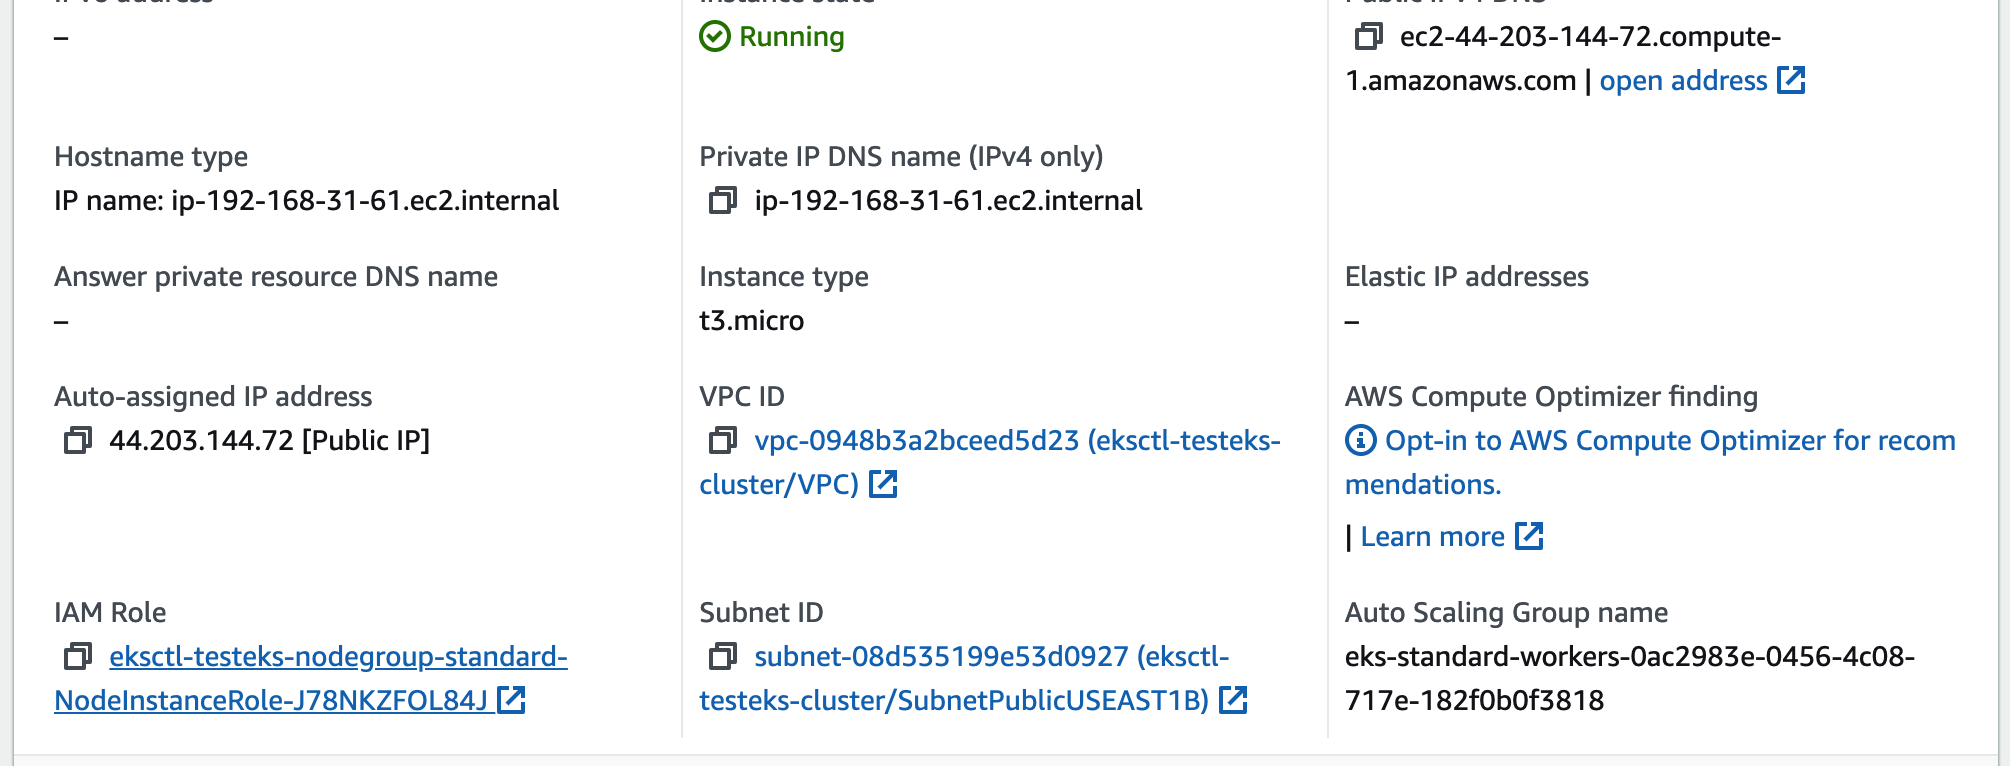 –
Running
ec2-44-203-144-72.compute-
1.amazonaws.com | open address
Hostname type
IP name: ip-192-168-31-61.ec2.internal
Private IP DNS name (IPv4 only)
ip-192-168-31-61.ec2.internal
Answer private resource DNS name
–
Instance type
t3.micro
Elastic IP addresses
–
Auto-assigned IP address
44.203.144.72 [Public IP]
VPC ID
vpc-0948b3a2bceed5d23 (eksctl-testeks-
cluster/VPC)
AWS Compute Optimizer finding
Opt-in to AWS Compute Optimizer for recom
mendations.
| Learn more
IAM Role
eksctl-testeks-nodegroup-standard-
NodeInstanceRole-J78NKZFOL84J
Subnet ID
subnet-08d535199e53d0927 (eksctl-
testeks-cluster/SubnetPublicUSEAST1B)
Auto Scaling Group name
eks-standard-workers-0ac2983e-0456-4c08-
717e-182f0b0f3818